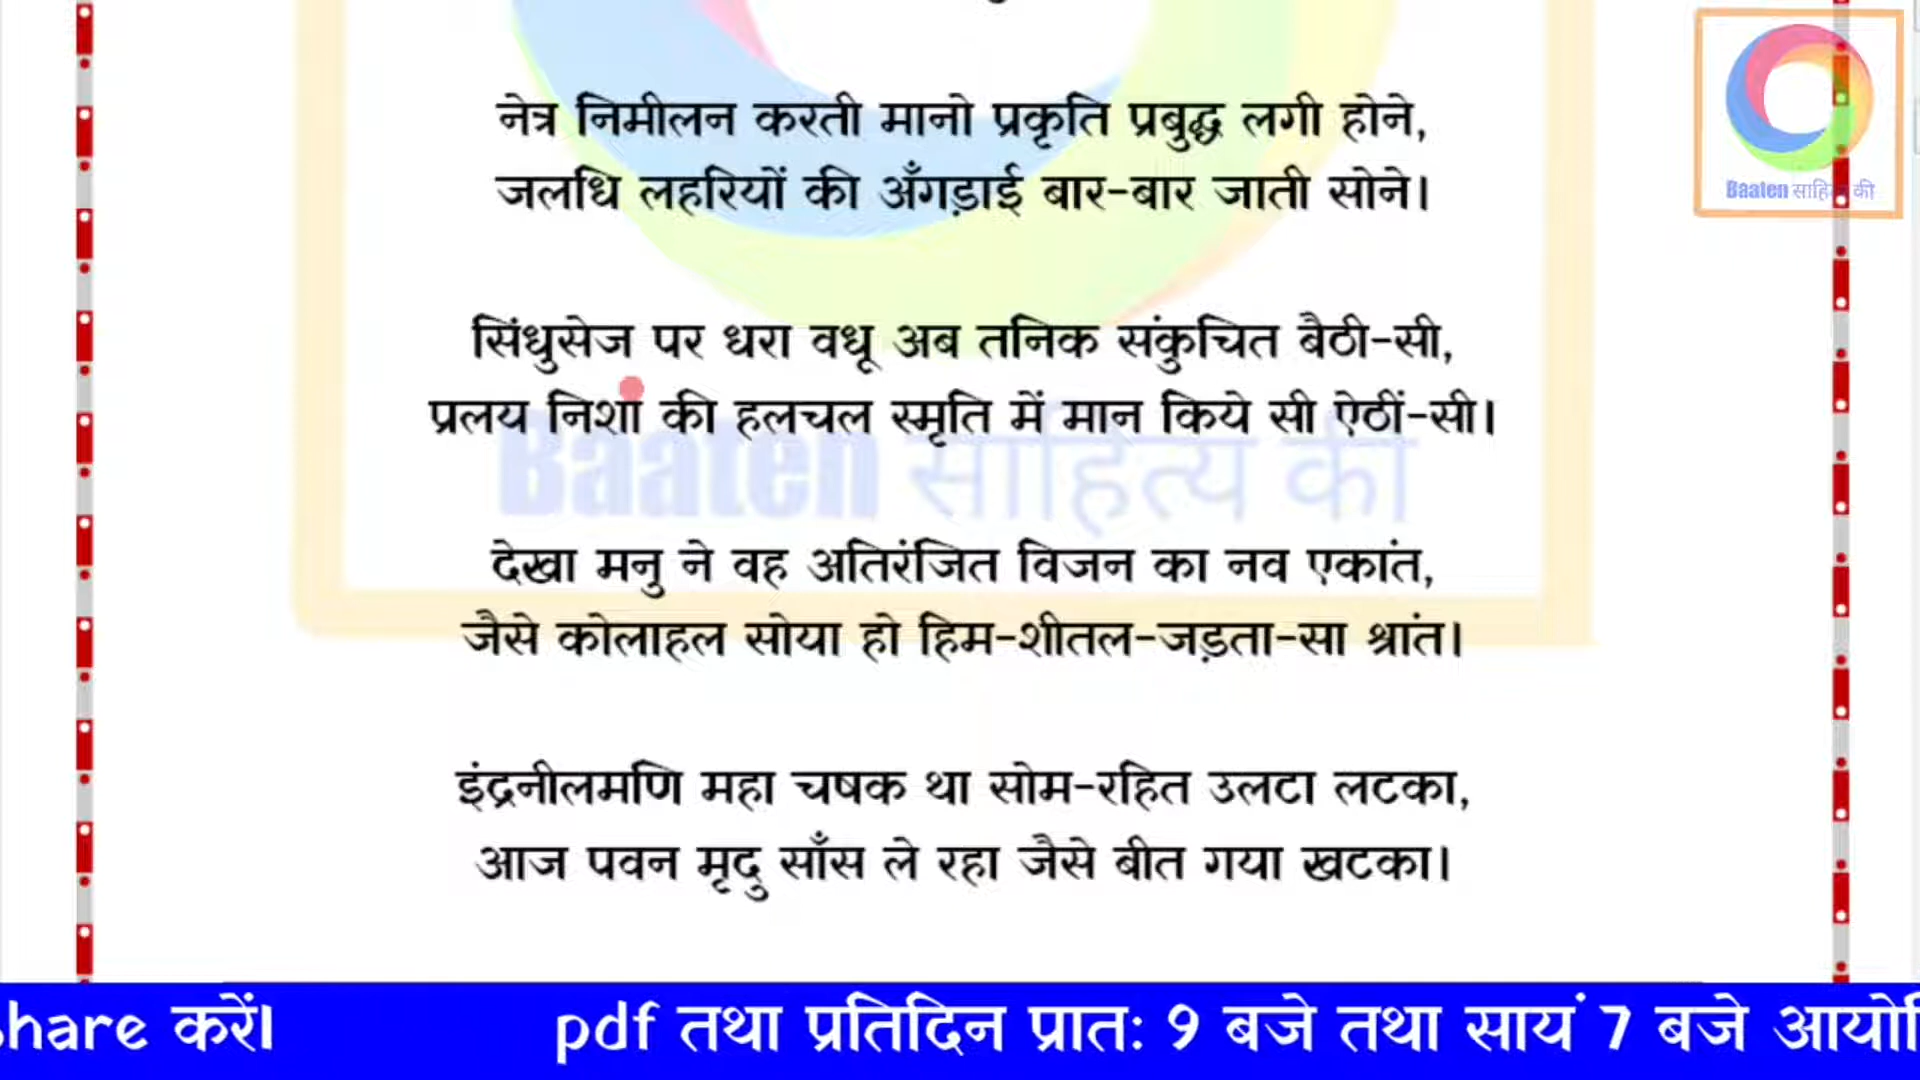 नेत्र निमीलन करती मानो प्रकृति प्रबुद्ध लगी होने,
जलधि लहरियों की अँगड़ाई बार-बार जाती सोने।
सिंधुसेज पर धरा वधू अब तनिक संकुचित बैठी-सी,
प्रलय निशा की हलचल स्मृति में मान किये सी ऐठीं-सी।
Baaten साहित्य की
देखा मनु ने वह अतिरंजित विजन का नव एकांत,
जैसे कोलाहल सोया हो हिम-शीतल-जड़ता-सा श्रांत।
इंद्रनीलमणि महा चषक था सोम-रहित उलटा लटका,
आज पवन मृदु साँस ले रहा जैसे बीत गया खटका।
Baaten साहित्य की
share करें। pdf तथा प्रतिदिन प्रात: 9 बजे तथा सायं 7 बजे